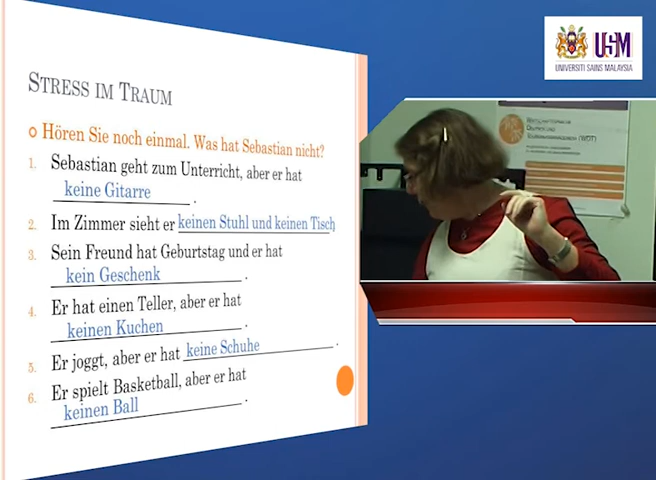 USM
UNIVERSITI SAINS MALAYSIA
STRESS IM TRAUM
Hören Sie noch einmal. Was hat Sebastian nicht?
1. Sebastian geht zum Unterricht, aber er hat
keine Gitarre .
2. Im Zimmer sieht er keinen Stuhl und keinen Tisch
3. Sein Freund hat Geburtstag und er hat
kein Geschenk .
4. Er hat einen Teller, aber er hat
keinen Kuchen .
5. Er joggt, aber er hat keine Schuhe .
6. Er spielt Basketball, aber er hat
keinen Ball .